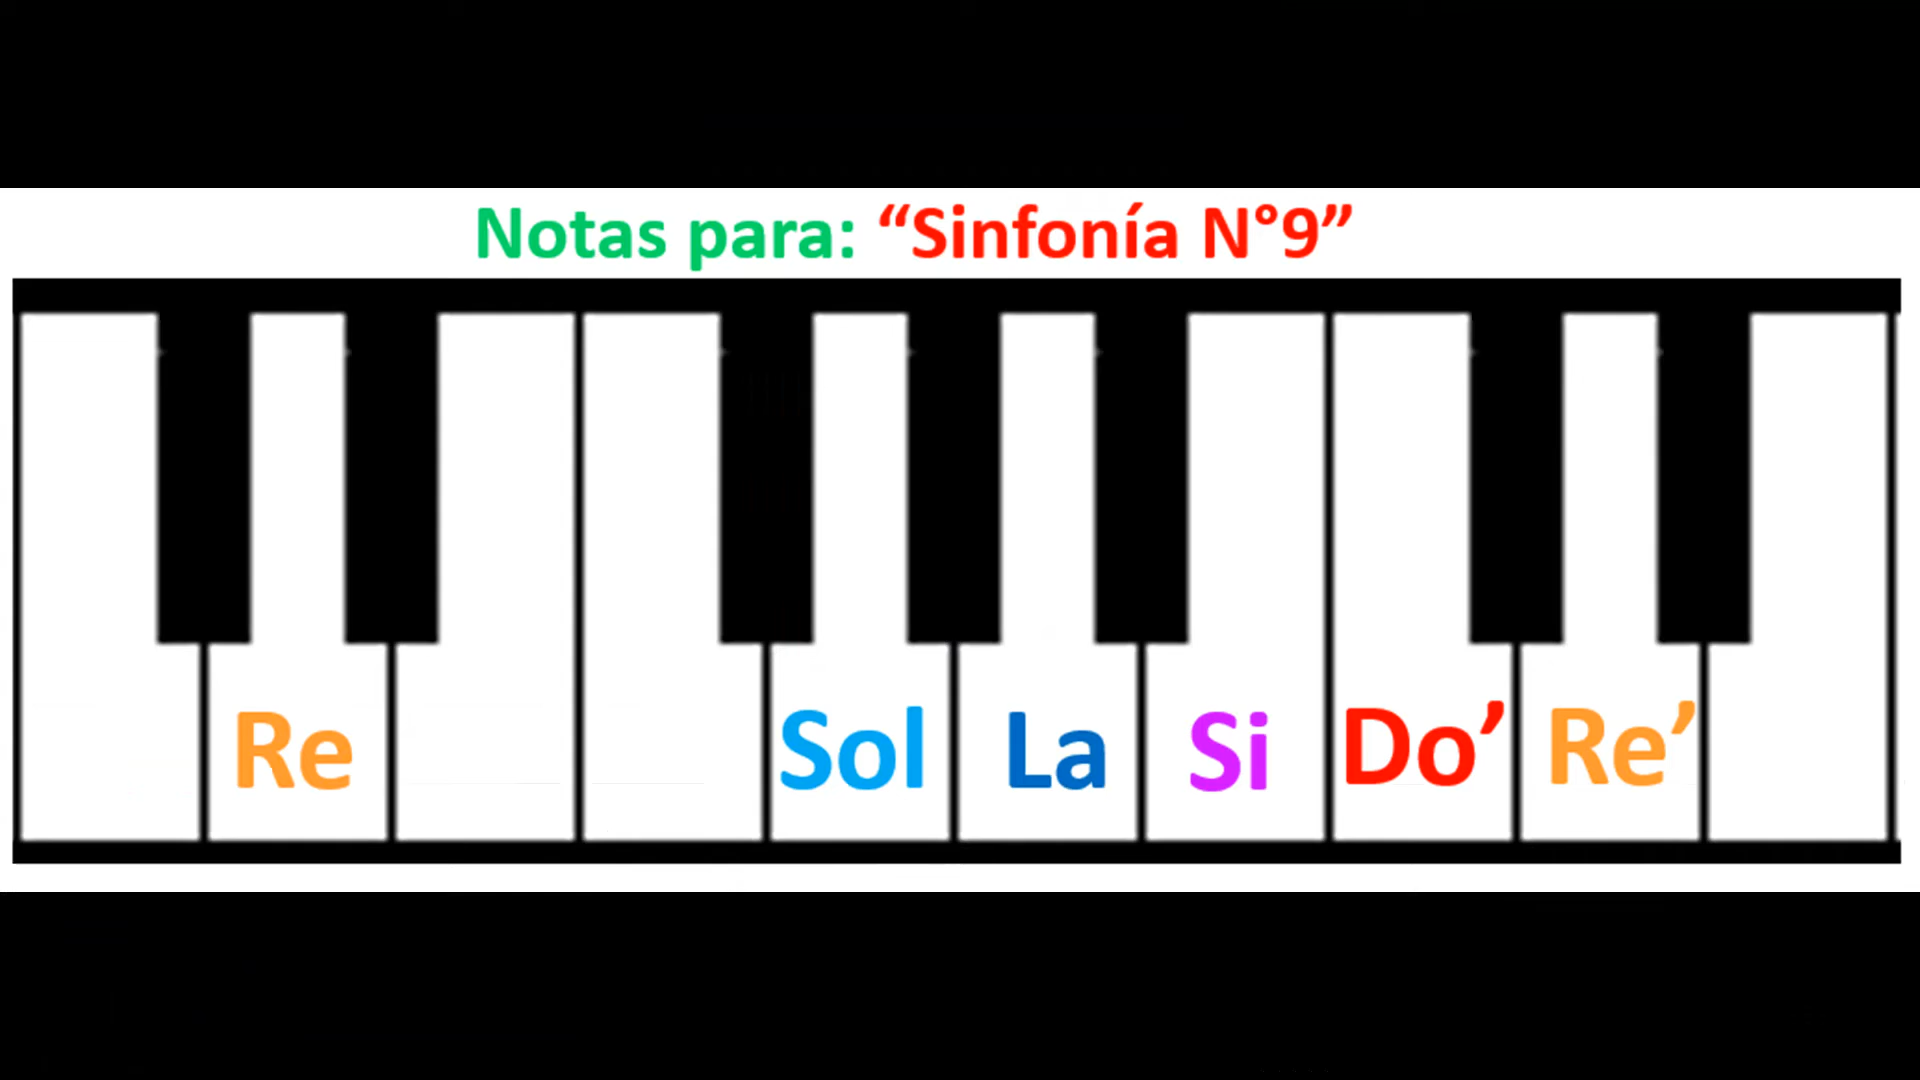 Notas para: “Sinfonía N°9”
Re Sol La Si Do’ Re’